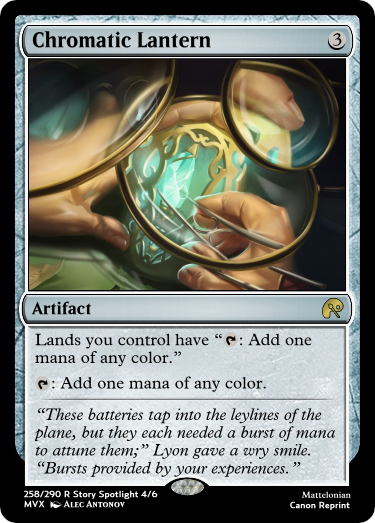 Chromatic Lantern 3
Artifact
Lands you control have “: Add one
mana of any color.”
: Add one mana of any color.
“These batteries tap into the leylines of the
plane, but they each needed a burst of mana
to attune them;” Lyon gave a wry smile.
“Bursts provided by your experiences.”
258/290 R Story Spotlight 4/6
Mattelonian
MVX Alec Antonov
Canon Reprint